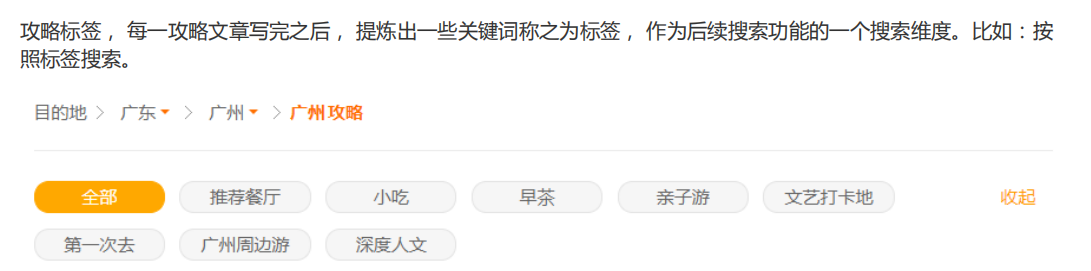 攻略标签，每一攻略文章写完之后，提炼出一些关键词称之为标签，作为后续搜索功能的一个搜索维度。比如：按
照标签搜索。
目的地 广东 广州 广州攻略
全部 推荐餐厅 小吃 早茶 亲子游 文艺打卡地 收起
第一次去 广州周边游 深度人文